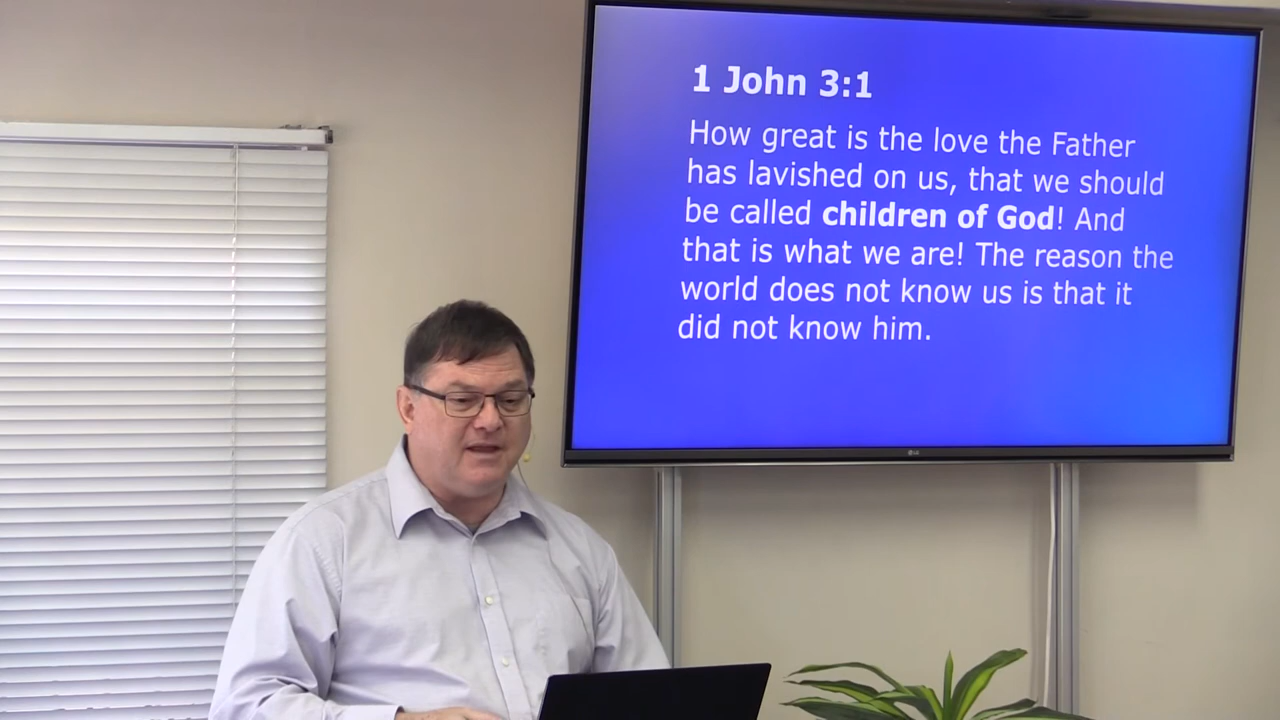 1 John 3:1
How great is the love the Father
has lavished on us, that we should
be called children of God! And
that is what we are! The reason the
world does not know us is that it
did not know him.
LG